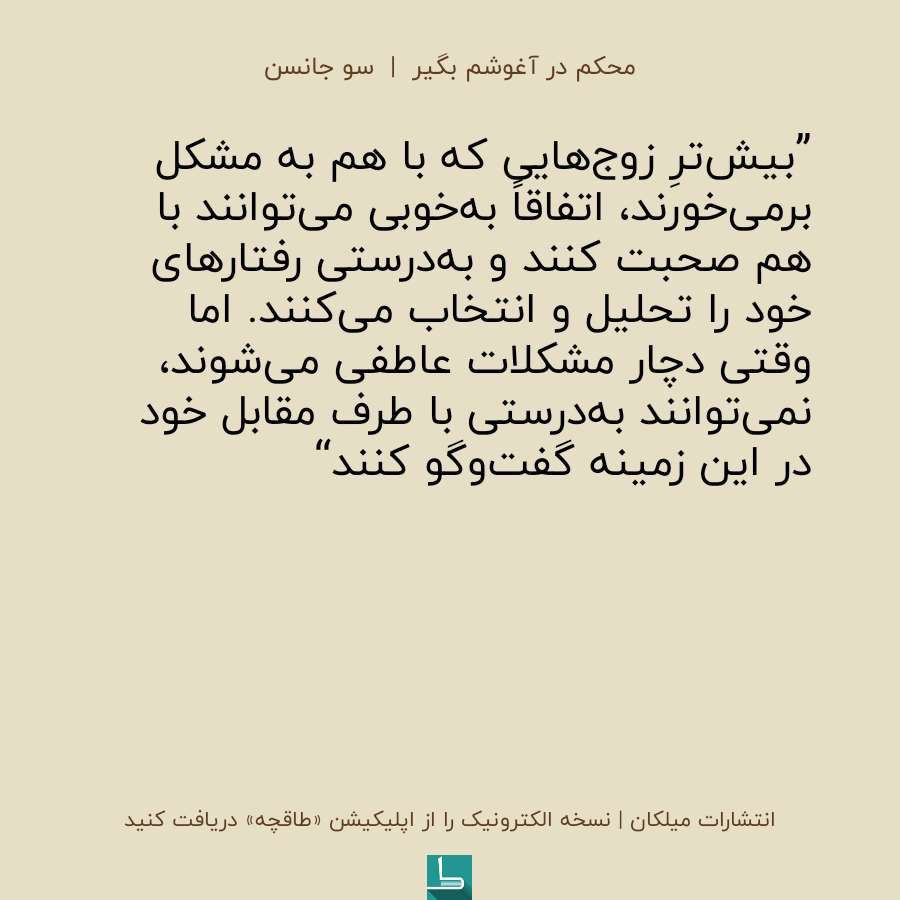 محکم در آغوشم بگیر | سو جانسن
”بیش‌ترِ زوج‌هایی که با هم به مشکل
برمی‌خورند، اتفاقاً به‌خوبی می‌توانند با
هم صحبت کنند و به‌درستی رفتارهای
خود را تحلیل و انتخاب می‌کنند. اما
وقتی دچار مشکلات عاطفی می‌شوند،
نمی‌توانند به‌درستی با طرف مقابل خود
در این زمینه گفت‌وگو کنند“
انتشارات میلکان | نسخه الکترونیک را از اپلیکیشن «طاقچه» دریافت کنید